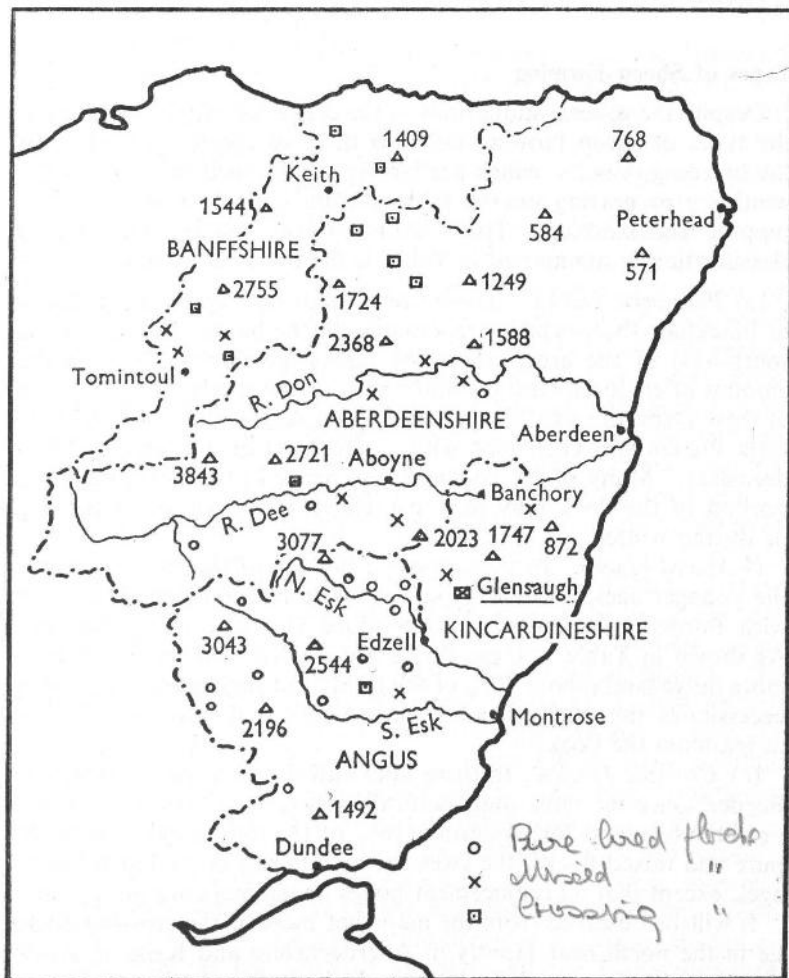 1409
768
Keith
1544
Peterhead
BANFFSHIRE
584
571
2755
1724
1249
2368
1588
Tomintoul
R. Don
ABERDEENSHIRE
Aberdeen
3843
2721
Aboyne
Banchory
R. Dee
3077
2023
1747
872
N. Esk
Glensaugh
KINCARDINESHIRE
3043
2544
Edzell
2196
S. Esk
Montrose
ANGUS
1492
Dundee
Pure bred flocks
Mixed "
Crossing "